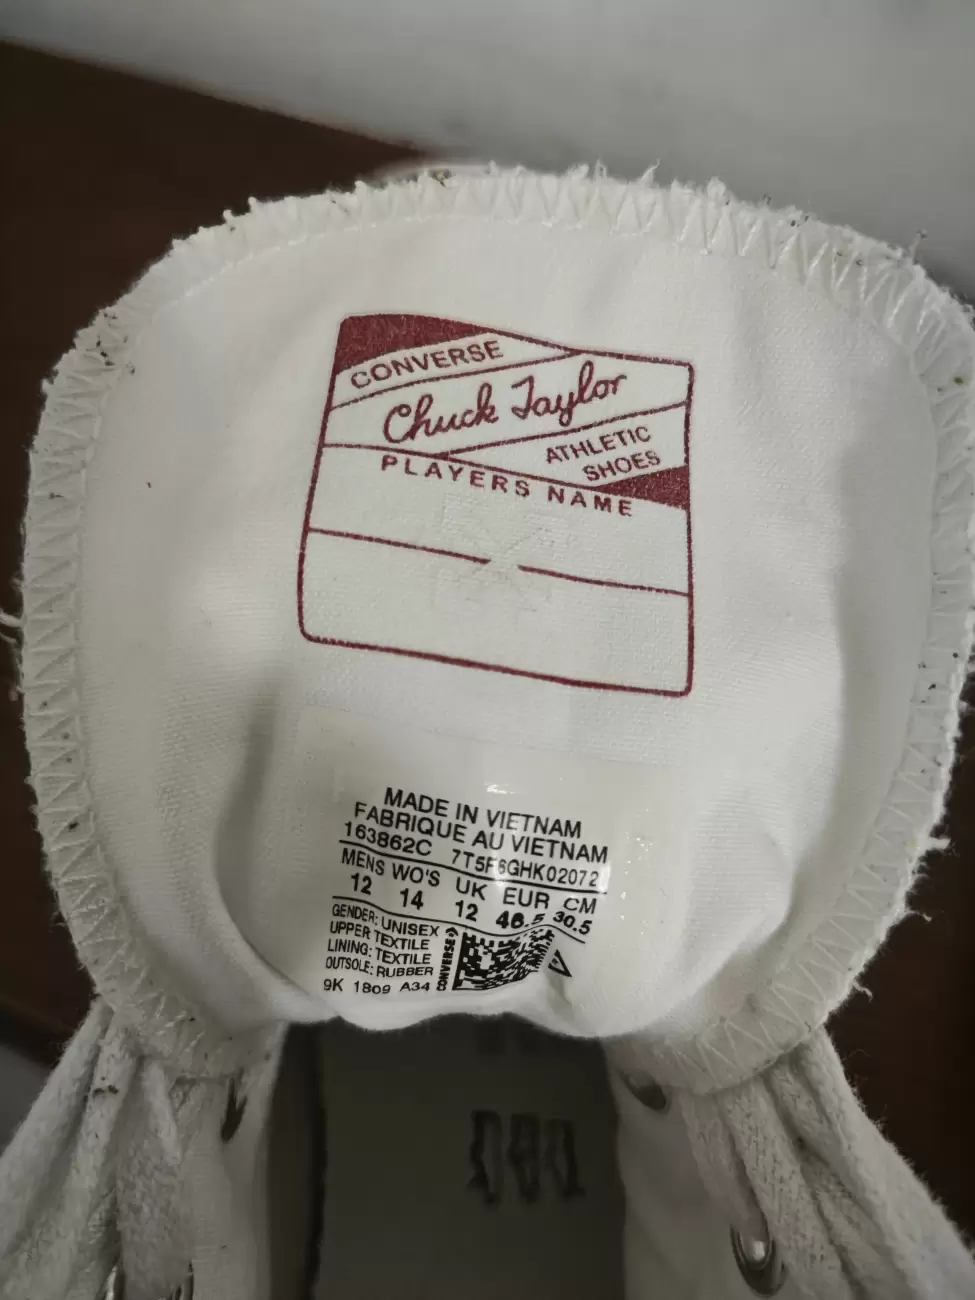 CONVERSE
Chuck Taylor
ATHLETIC
SHOES
PLAYERS NAME
MADE IN VIETNAM
FABRIQUE AU VIETNAM
163862C 7T5F6GHK02072
MENS WO'S UK EUR CM
12 14 12 46.5 30.5
GENDER: UNISEX
UPPER TEXTILE
LINING: TEXTILE
OUTSOLE: RUBBER
CONVERSE
9K 1809 A34